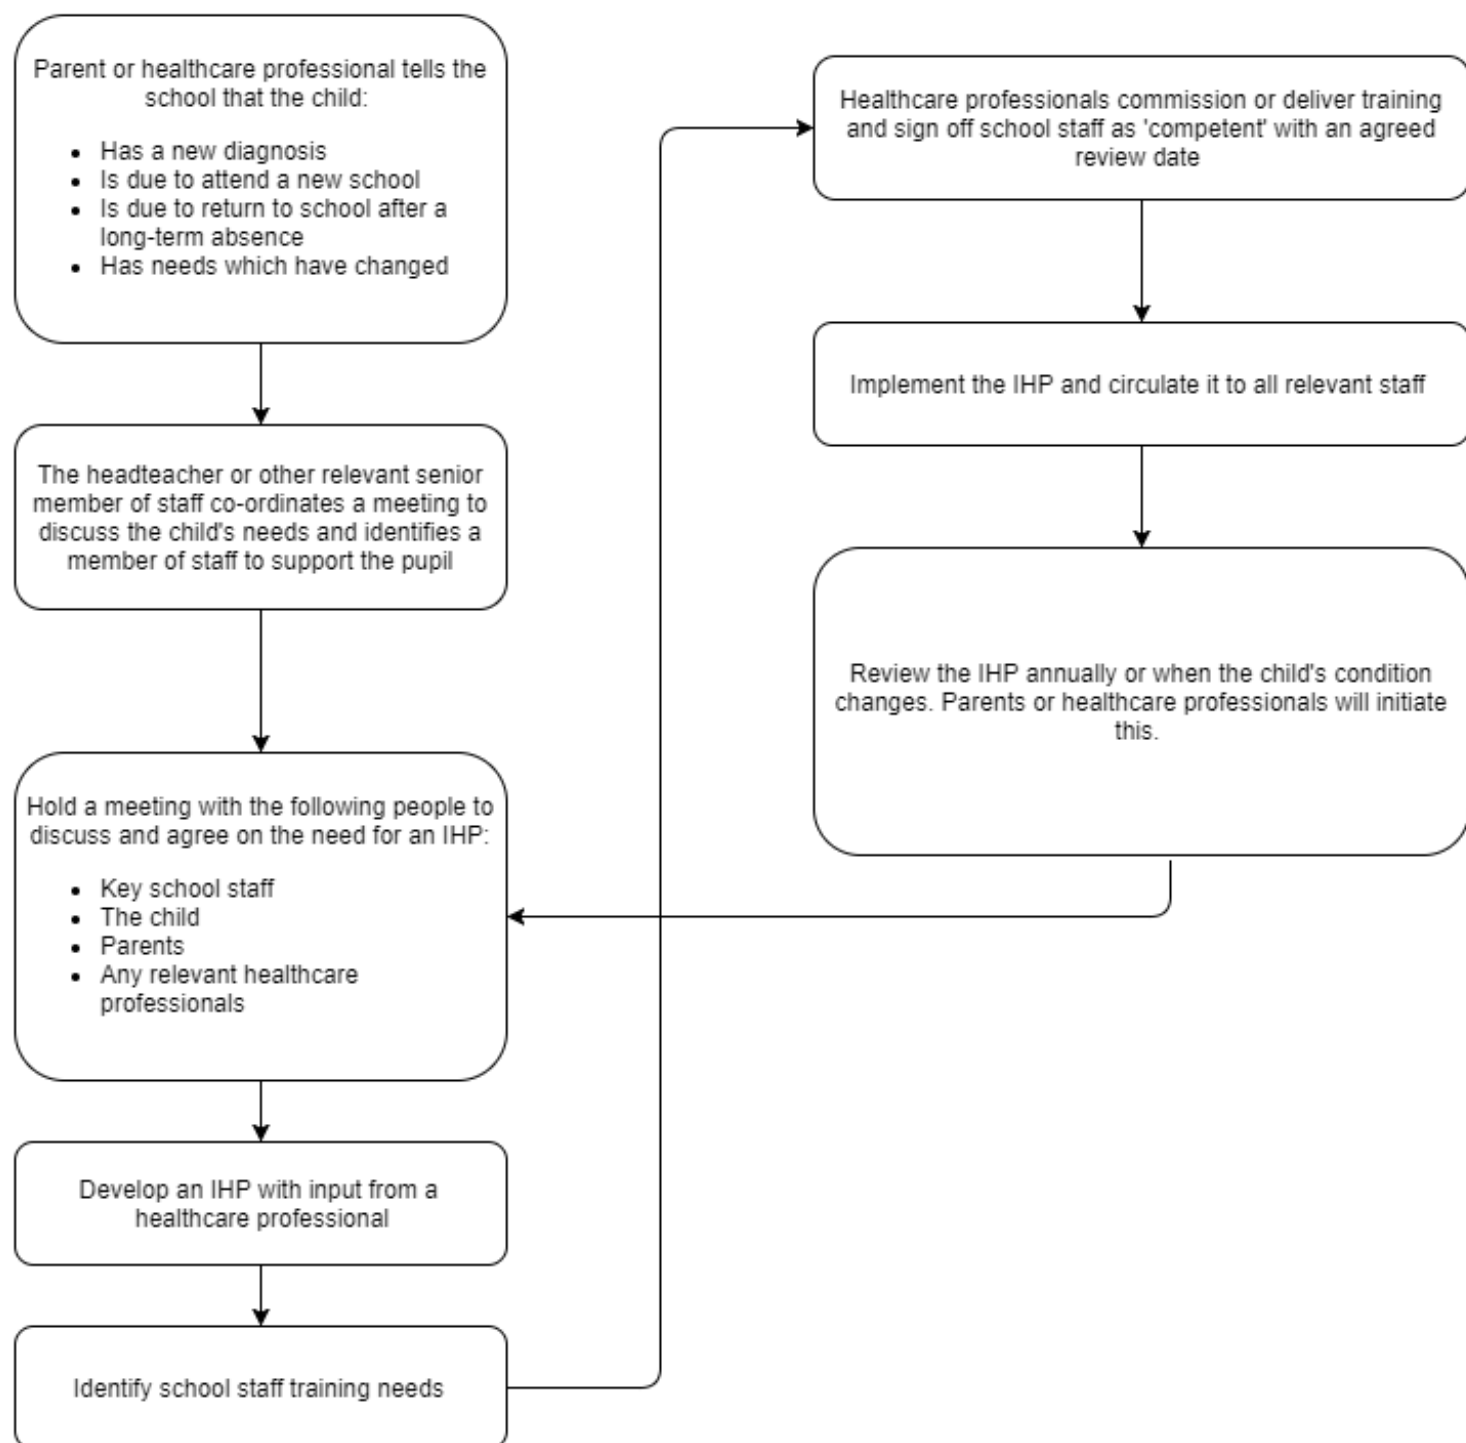 Parent or healthcare professional tells the
school that the child:
• Has a new diagnosis
• Is due to attend a new school
• Is due to return to school after a
long-term absence
• Has needs which have changed
The headteacher or other relevant senior
member of staff co-ordinates a meeting to
discuss the child's needs and identifies a
member of staff to support the pupil
Hold a meeting with the following people to
discuss and agree on the need for an IHP:
• Key school staff
• The child
• Parents
• Any relevant healthcare
professionals
Develop an IHP with input from a
healthcare professional
Identify school staff training needs
Healthcare professionals commission or deliver training
and sign off school staff as 'competent' with an agreed
review date
Implement the IHP and circulate it to all relevant staff
Review the IHP annually or when the child's condition
changes. Parents or healthcare professionals will initiate
this.